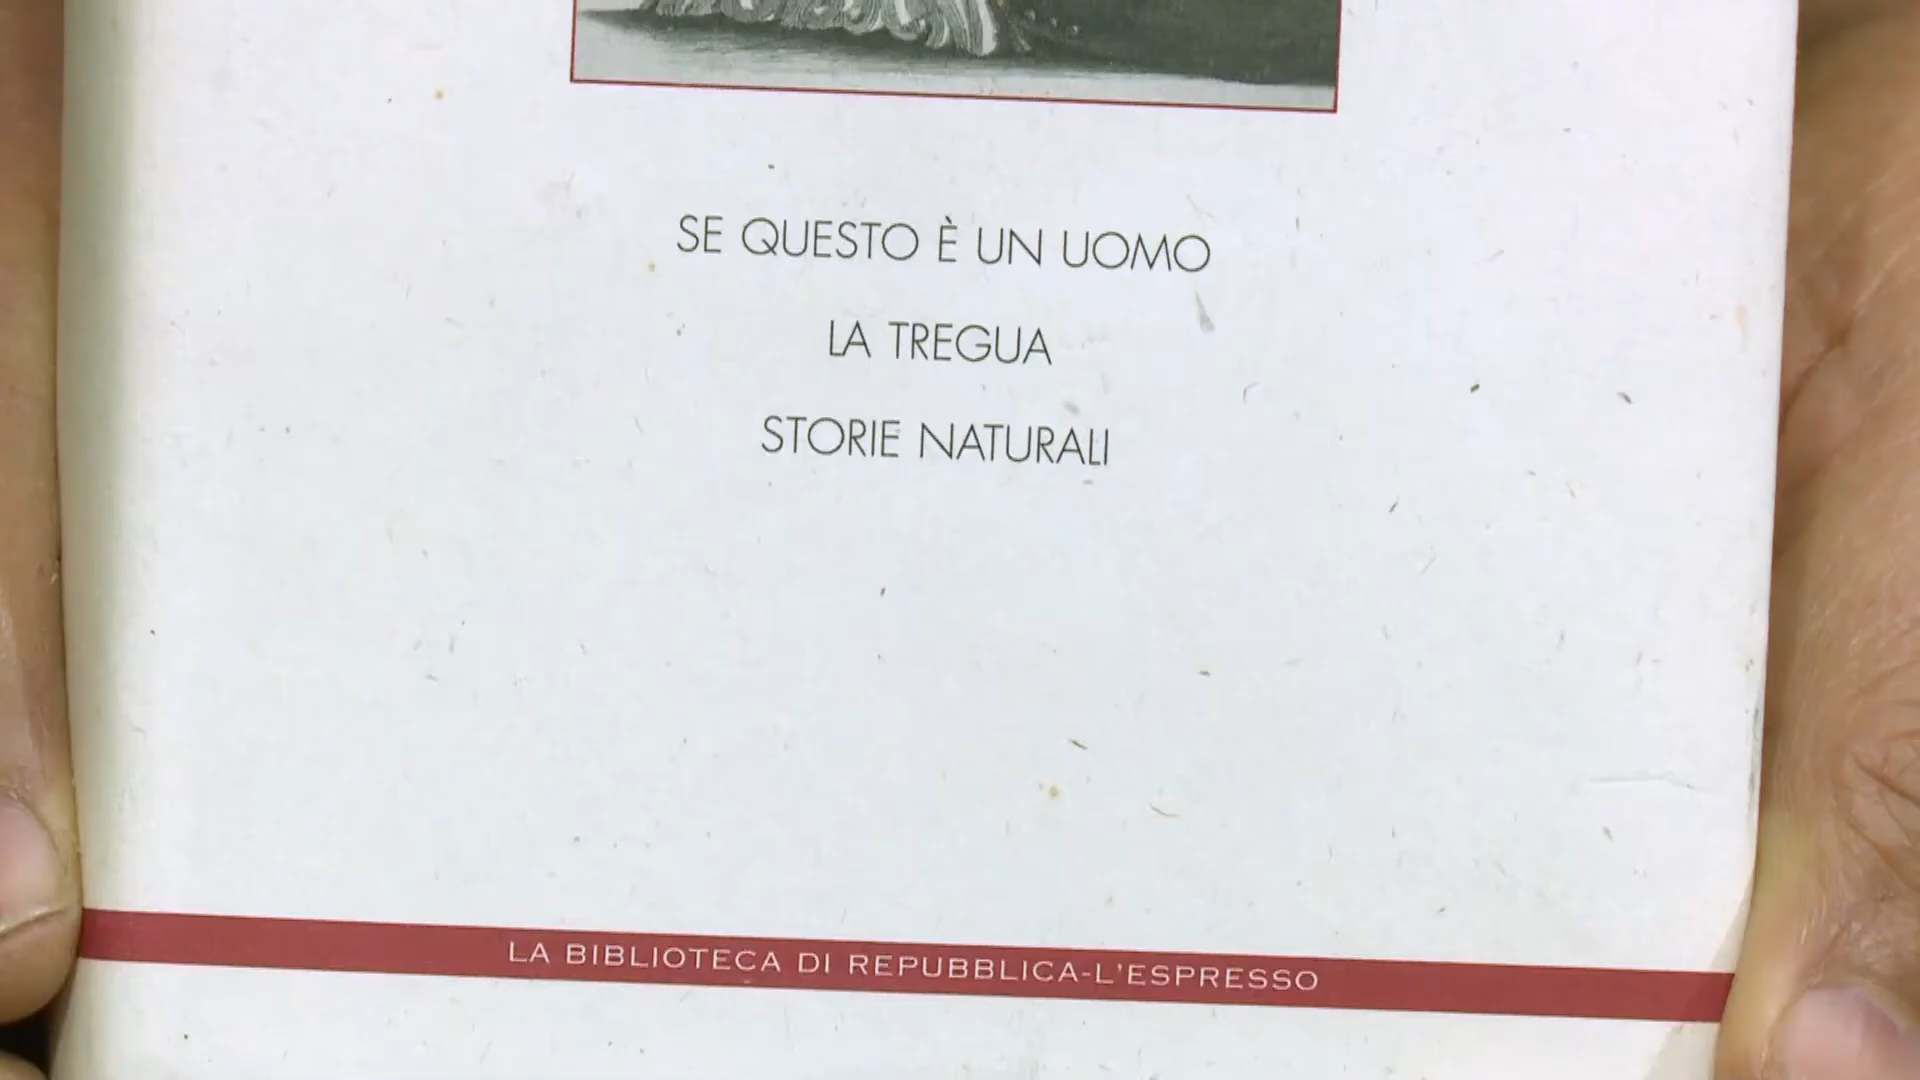 SE QUESTO È UN UOMO
LA TREGUA
STORIE NATURALI
LA BIBLIOTECA DI REPUBBLICA-L'ESPRESSO